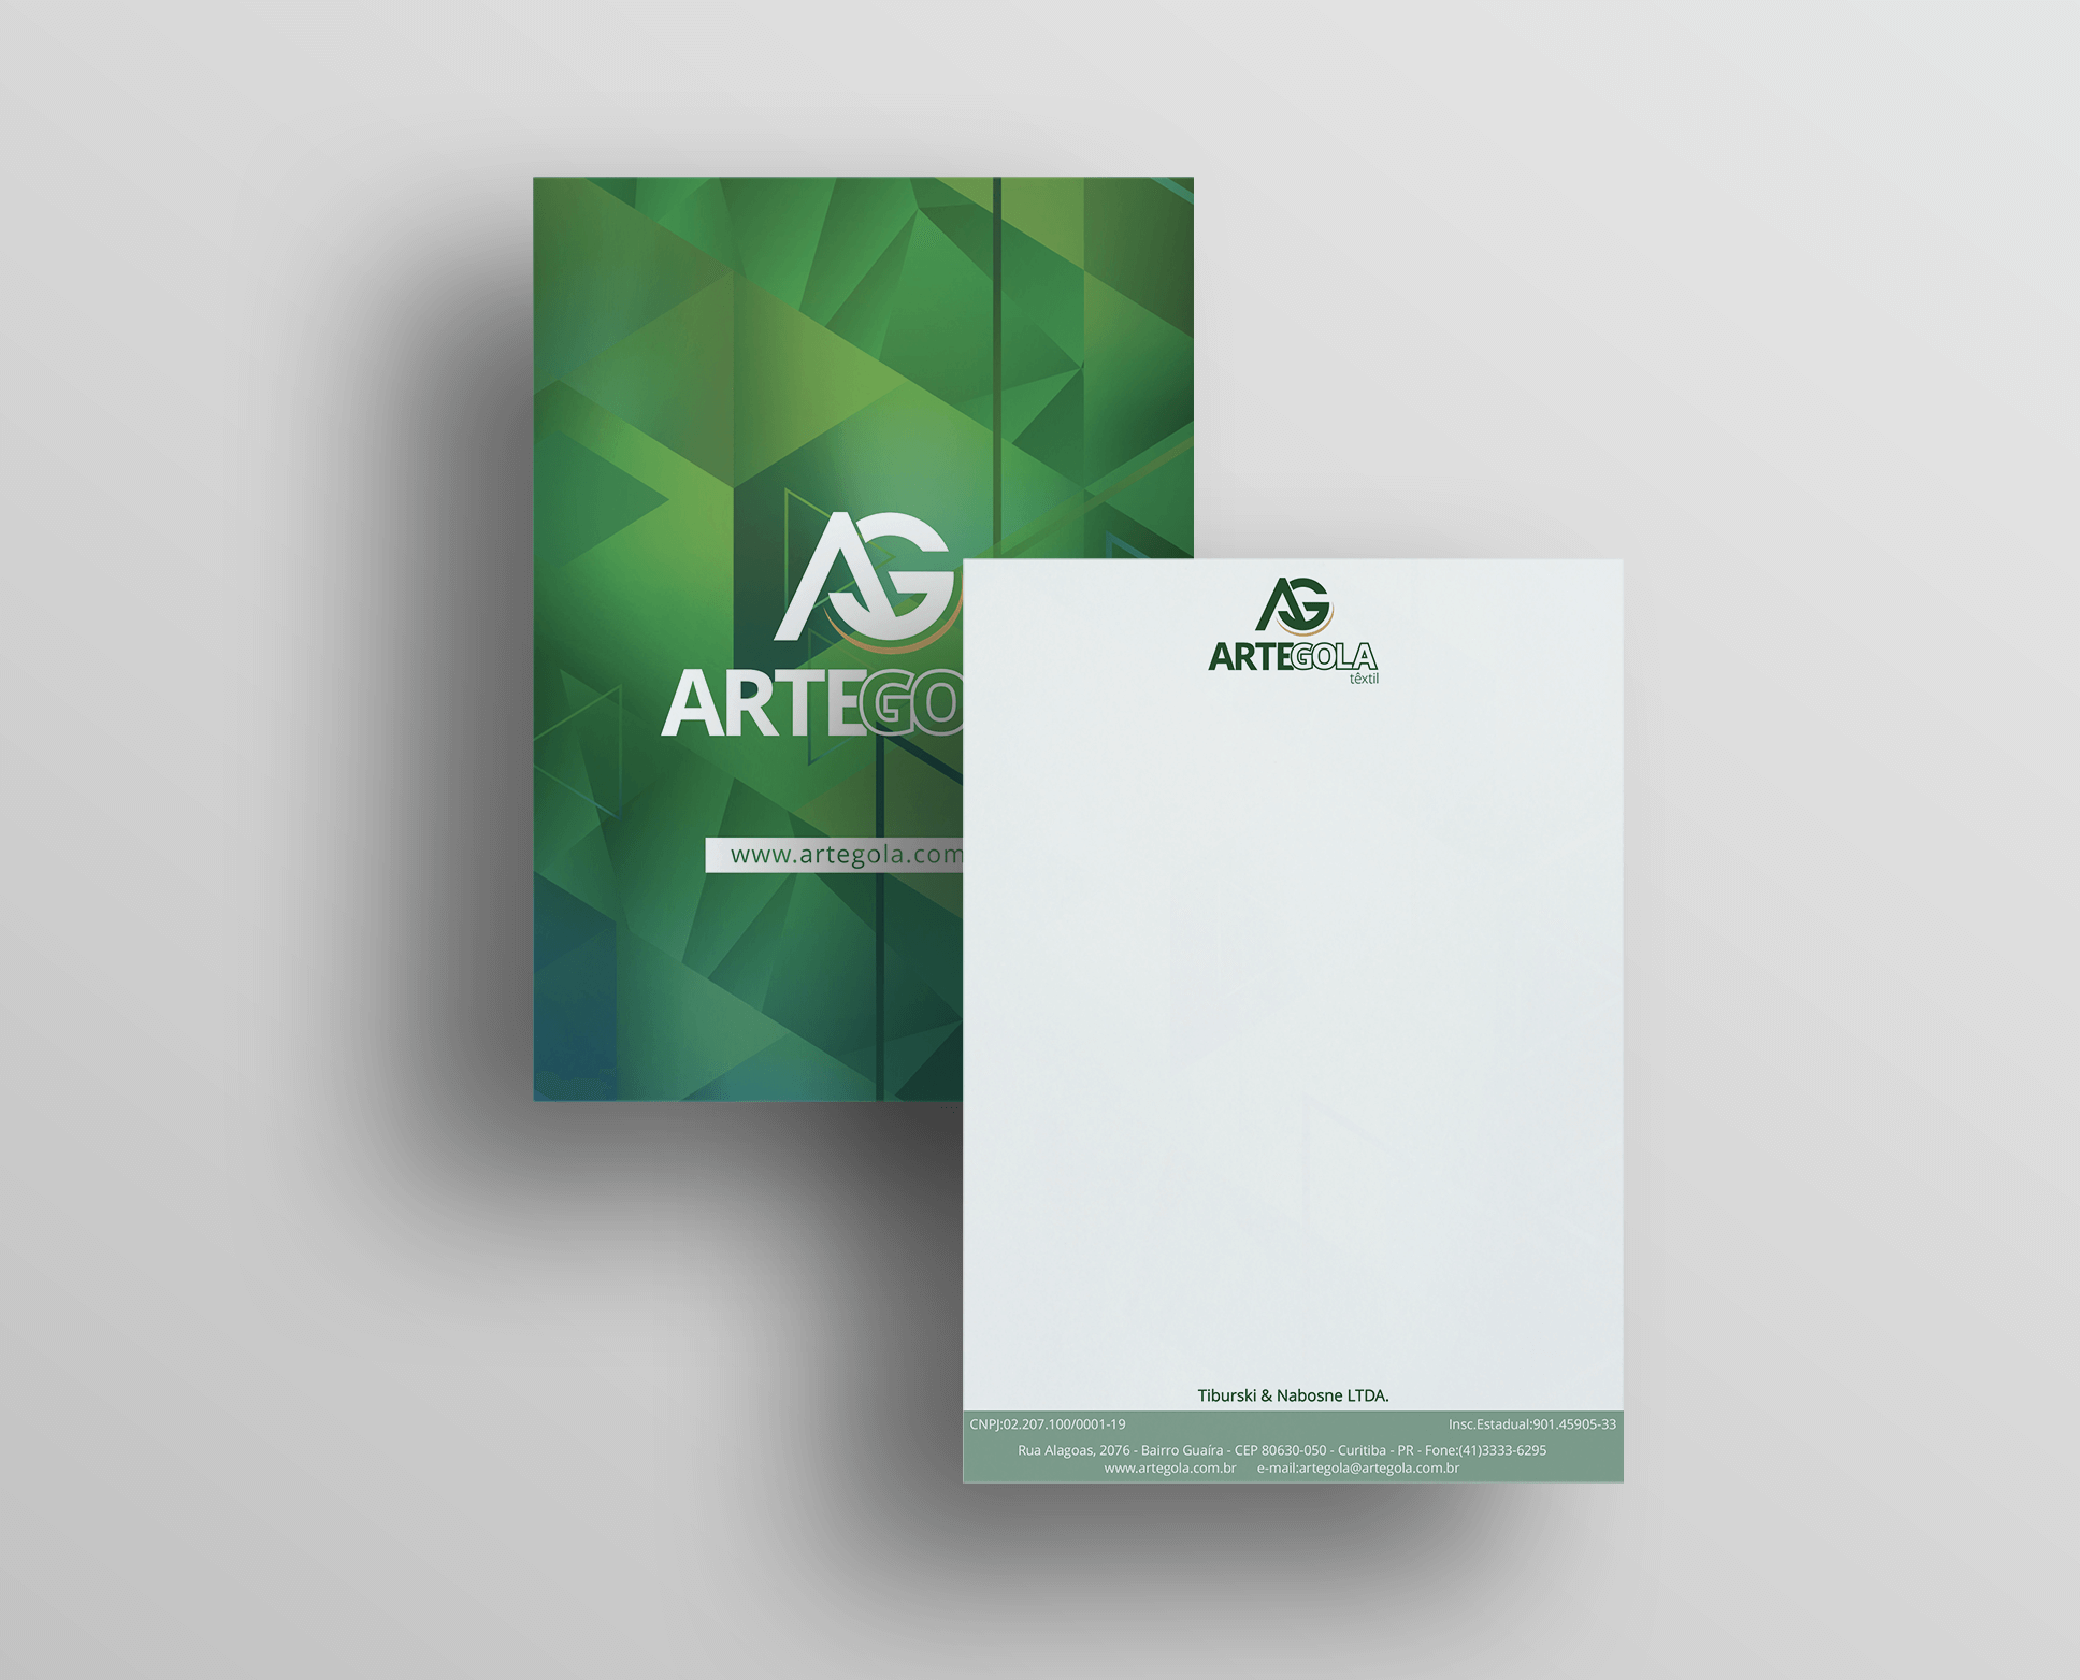 AG
ARTEGO
www.artegola.com
AG
ARTEGOLA
têxtil
Tiburski & Nabosne LTDA.
CNPJ:02.207.100/0001-19 Insc.Estadual:901.45905-33
Rua Alagoas, 2076 - Bairro Guaíra - CEP 80630-050 - Curitiba - PR - Fone:(41)3333-6295
www.artegola.com.br e-mail:artegola@artegola.com.br